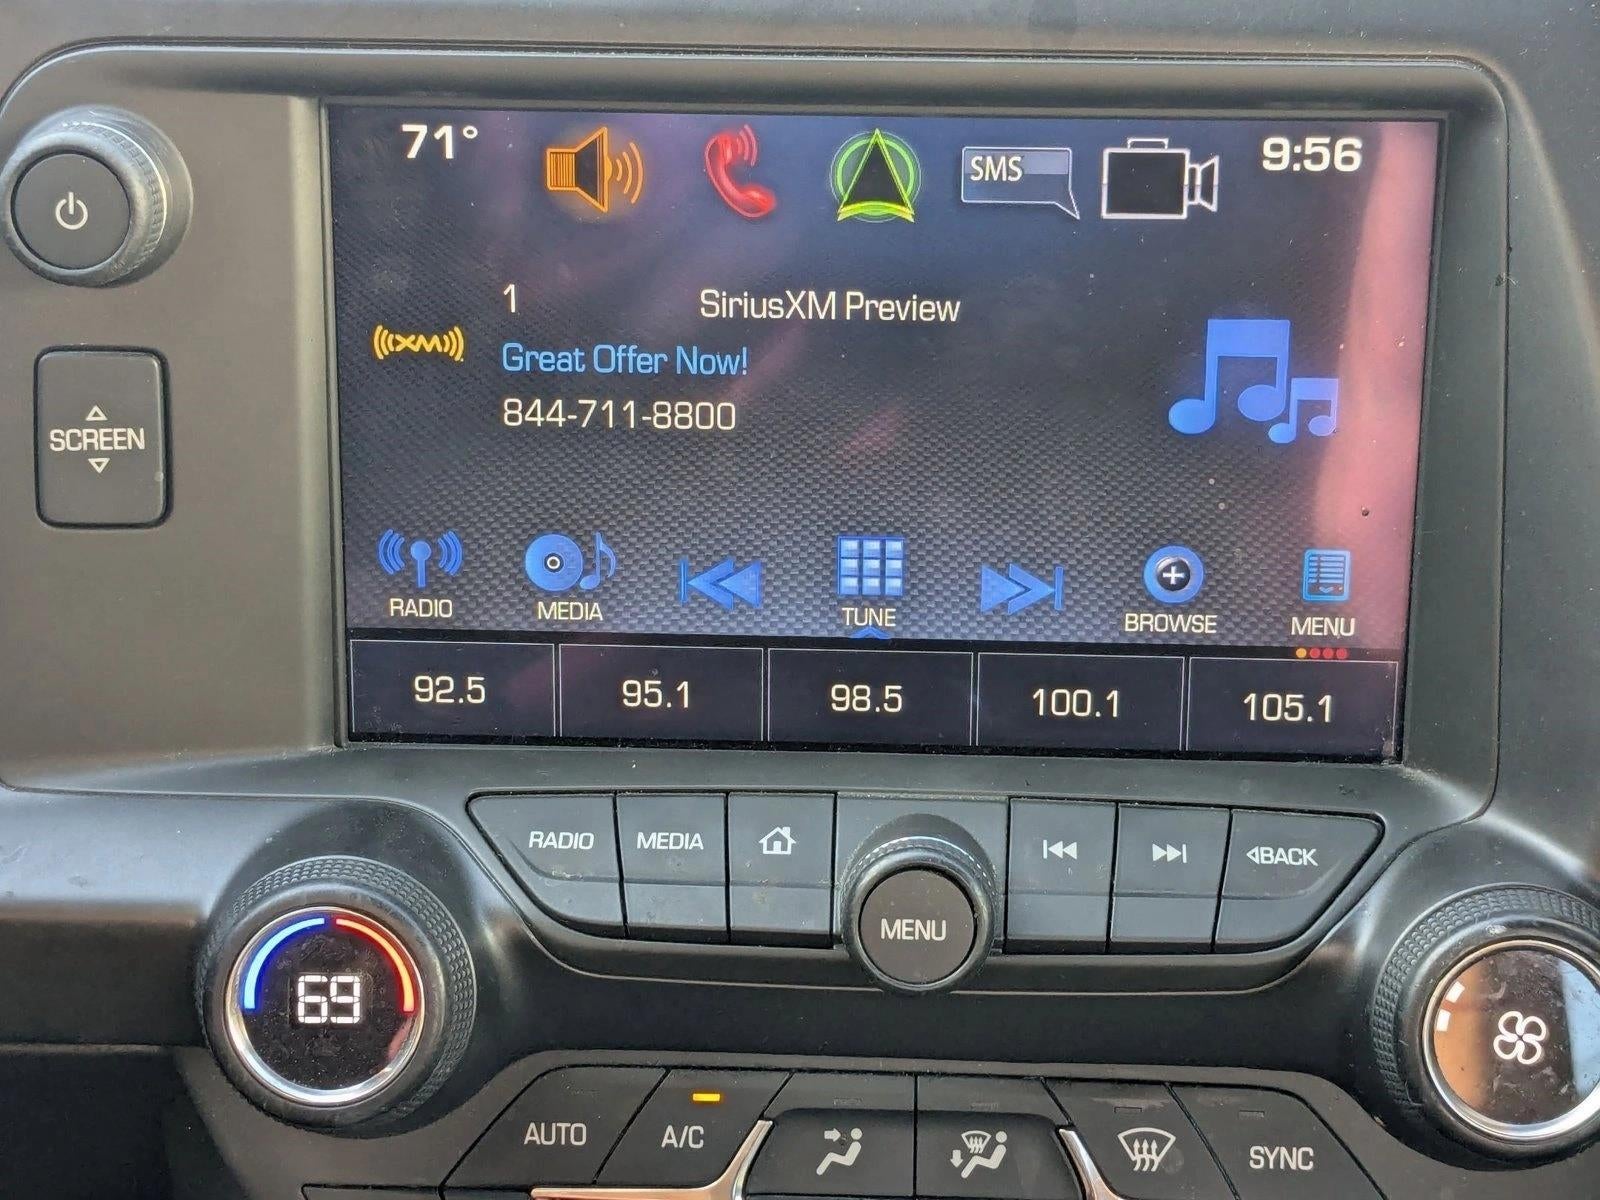 71° SMS 9:56
1 SiriusXM Preview
XM
Great Offer Now!
844-711-8800
SCREEN
RADIO MEDIA TUNE BROWSE MENU
92.5 95.1 98.5 100.1 105.1
RADIO MEDIA BACK
MENU
69
AUTO A/C SYNC